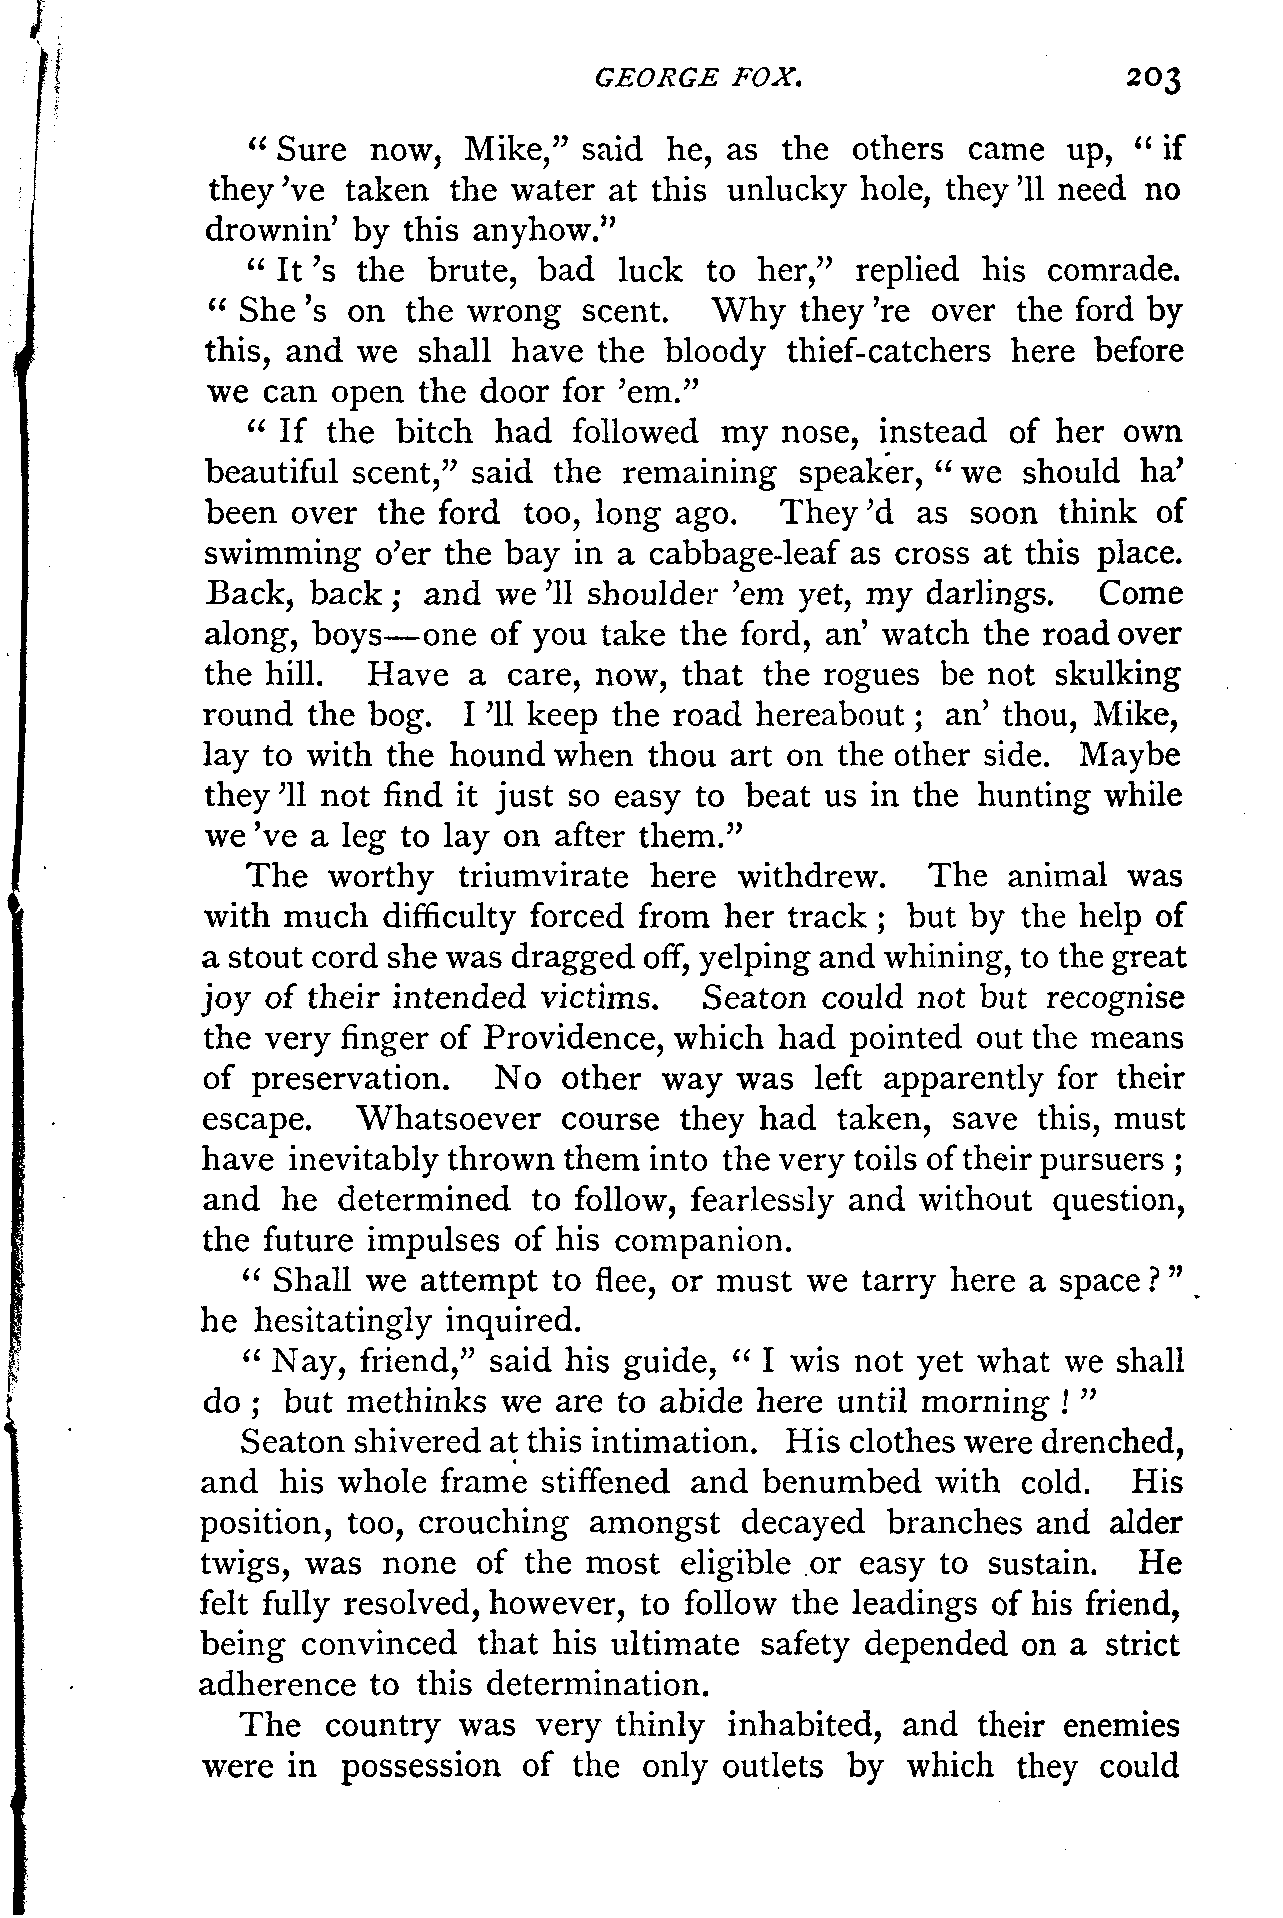 GEORGE FOX. 203
“ Sure now, Mike,” said he, as the others came up, “ if
they 've taken the water at this unlucky hole, they 'll need no
drownin' by this anyhow.”
“ It 's the brute, bad luck to her,” replied his comrade.
“ She 's on the wrong scent. Why they 're over the ford by
this, and we shall have the bloody thief-catchers here before
we can open the door for 'em.”
“ If the bitch had followed my nose, instead of her own
beautiful scent,” said the remaining speaker, “ we should ha'
been over the ford too, long ago. They 'd as soon think of
swimming o'er the bay in a cabbage-leaf as cross at this place.
Back, back ; and we 'll shoulder 'em yet, my darlings. Come
along, boys—one of you take the ford, an' watch the road over
the hill. Have a care, now, that the rogues be not skulking
round the bog. I 'll keep the road hereabout ; an' thou, Mike,
lay to with the hound when thou art on the other side. Maybe
they 'll not find it just so easy to beat us in the hunting while
we 've a leg to lay on after them.”
The worthy triumvirate here withdrew. The animal was
with much difficulty forced from her track ; but by the help of
a stout cord she was dragged off, yelping and whining, to the great
joy of their intended victims. Seaton could not but recognise
the very finger of Providence, which had pointed out the means
of preservation. No other way was left apparently for their
escape. Whatsoever course they had taken, save this, must
have inevitably thrown them into the very toils of their pursuers ;
and he determined to follow, fearlessly and without question,
the future impulses of his companion.
“ Shall we attempt to flee, or must we tarry here a space ? ”
he hesitatingly inquired.
“ Nay, friend,” said his guide, “ I wis not yet what we shall
do ; but methinks we are to abide here until morning ! ”
Seaton shivered at this intimation. His clothes were drenched,
and his whole frame stiffened and benumbed with cold. His
position, too, crouching amongst decayed branches and alder
twigs, was none of the most eligible or easy to sustain. He
felt fully resolved, however, to follow the leadings of his friend,
being convinced that his ultimate safety depended on a strict
adherence to this determination.
The country was very thinly inhabited, and their enemies
were in possession of the only outlets by which they could